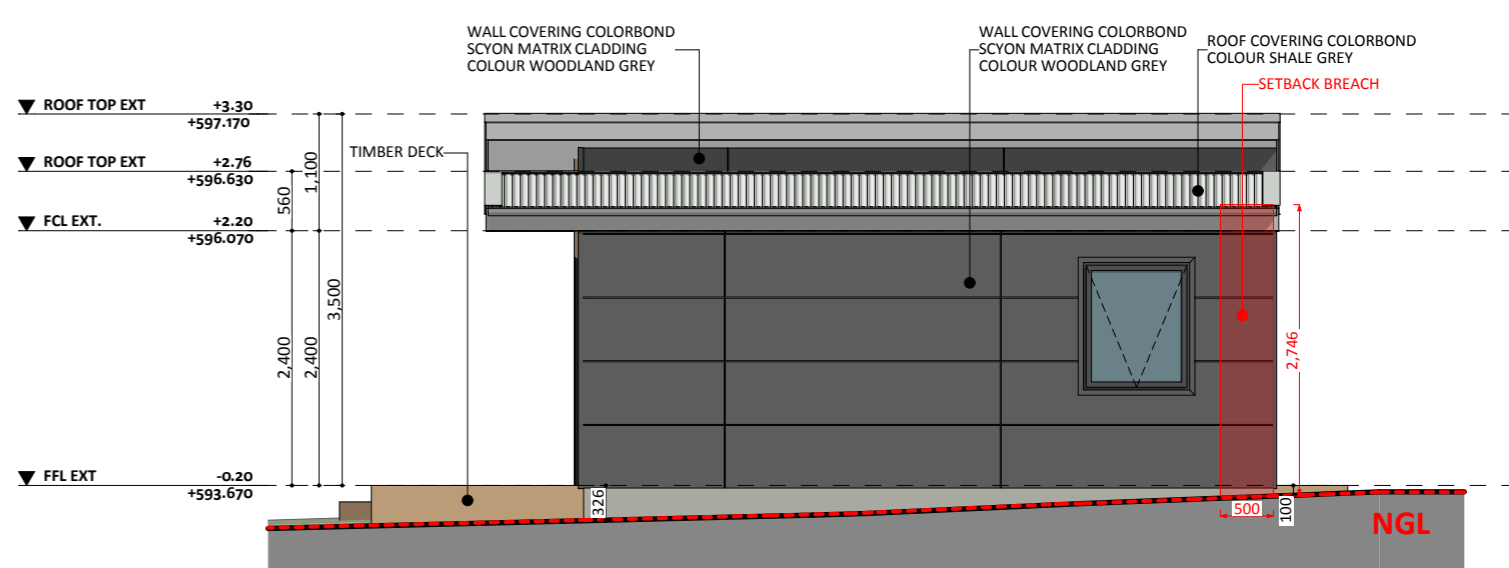 WALL COVERING COLORBOND
SCYON MATRIX CLADDING
COLOUR WOODLAND GREY
WALL COVERING COLORBOND
SCYON MATRIX CLADDING
COLOUR WOODLAND GREY
ROOF COVERING COLORBOND
COLOUR SHALE GREY
SETBACK BREACH
ROOF TOP EXT +3.30
+597.170
TIMBER DECK
ROOF TOP EXT +2.76
+596.630
FCL EXT. +2.20
+596.070
560
1,100
3,500
2,400
2,400
2,746
FFL EXT -0.20
+593.670
326
500
100
NGL